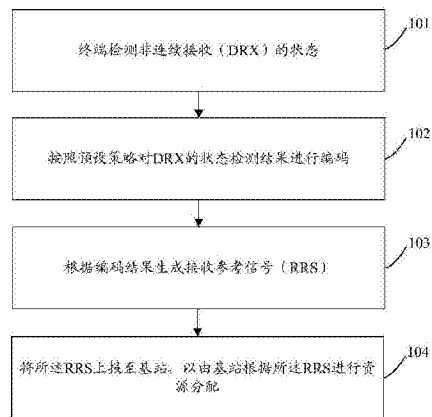 终端检测非连续接收（DRX）的状态
101
按照预设策略对DRX的状态检测结果进行编码
102
根据编码结果生成接收参考信号（RRS）
103
将所述RRS上报至基站，以由基站根据所述RRS进行资
源分配
104